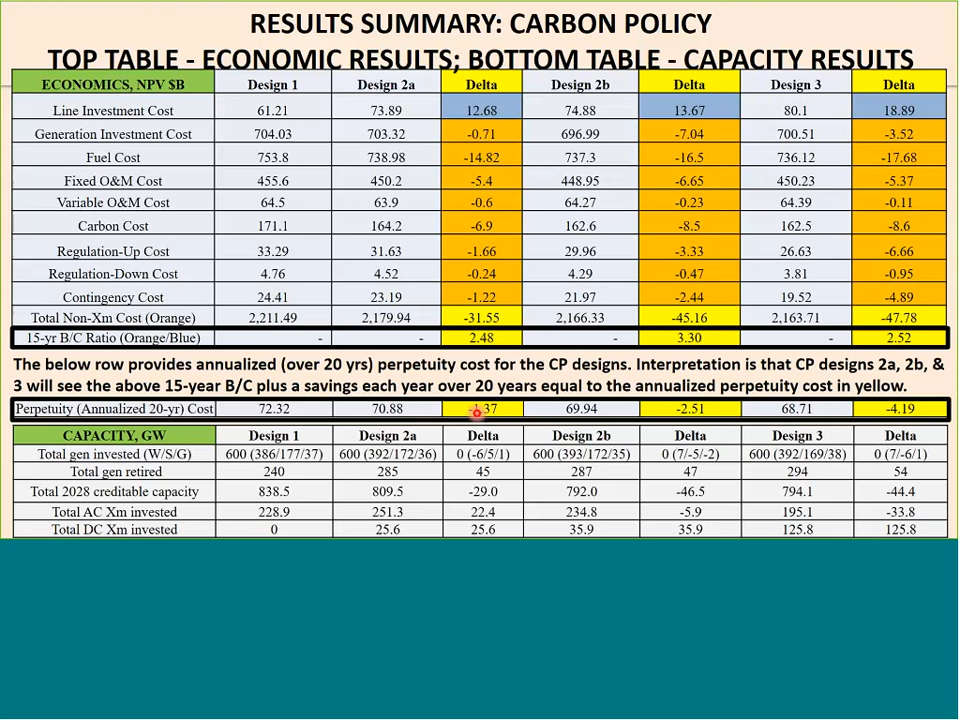 RESULTS SUMMARY: CARBON POLICY
TOP TABLE - ECONOMIC RESULTS; BOTTOM TABLE - CAPACITY RESULTS
ECONOMICS, NPV $B Design 1 Design 2a Delta Design 2b Delta Design 3 Delta
Line Investment Cost 61.21 73.89 12.68 74.88 13.67 80.1 18.89
Generation Investment Cost 704.03 703.32 -0.71 696.99 -7.04 700.51 -3.52
Fuel Cost 753.8 738.98 -14.82 737.3 -16.5 736.12 -17.68
Fixed O&M Cost 455.6 450.2 -5.4 448.95 -6.65 450.23 -5.37
Variable O&M Cost 64.5 63.9 -0.6 64.27 -0.23 64.39 -0.11
Carbon Cost 171.1 164.2 -6.9 162.6 -8.5 162.5 -8.6
Regulation-Up Cost 33.29 31.63 -1.66 29.96 -3.33 26.63 -6.66
Regulation-Down Cost 4.76 4.52 -0.24 4.29 -0.47 3.81 -0.95
Contingency Cost 24.41 23.19 -1.22 21.97 -2.44 19.52 -4.89
Total Non-Xm Cost (Orange) 2,211.49 2,179.94 -31.55 2,166.33 -45.16 2,163.71 -47.78
15-yr B/C Ratio (Orange/Blue) - - 2.48 - 3.30 - 2.52
The below row provides annualized (over 20 yrs) perpetuity cost for the CP designs. Interpretation is that CP designs 2a, 2b, &
3 will see the above 15-year B/C plus a savings each year over 20 years equal to the annualized perpetuity cost in yellow.
Perpetuity (Annualized 20-yr) Cost 72.32 70.88 69.94 -2.51 68.71 -4.19
CAPACITY, GW Design 1 Design 2a Delta Design 2b Delta Design 3 Delta
Total gen invested (W/S/G) 600 (386/177/37) 600 (392/172/36) 0 (-6/5/1) 600 (393/172/35) 0 (7/-5/-2) 600 (392/169/38) 0 (7/-6/1)
Total gen retired 240 285 45 287 47 294 54
Total 2028 creditable capacity 838.5 809.5 -29.0 792.0 -46.5 794.1 -44.4
Total AC Xm invested 228.9 251.3 22.4 234.8 -5.9 195.1 -33.8
Total DC Xm invested 0 25.6 25.6 35.9 35.9 125.8 125.8